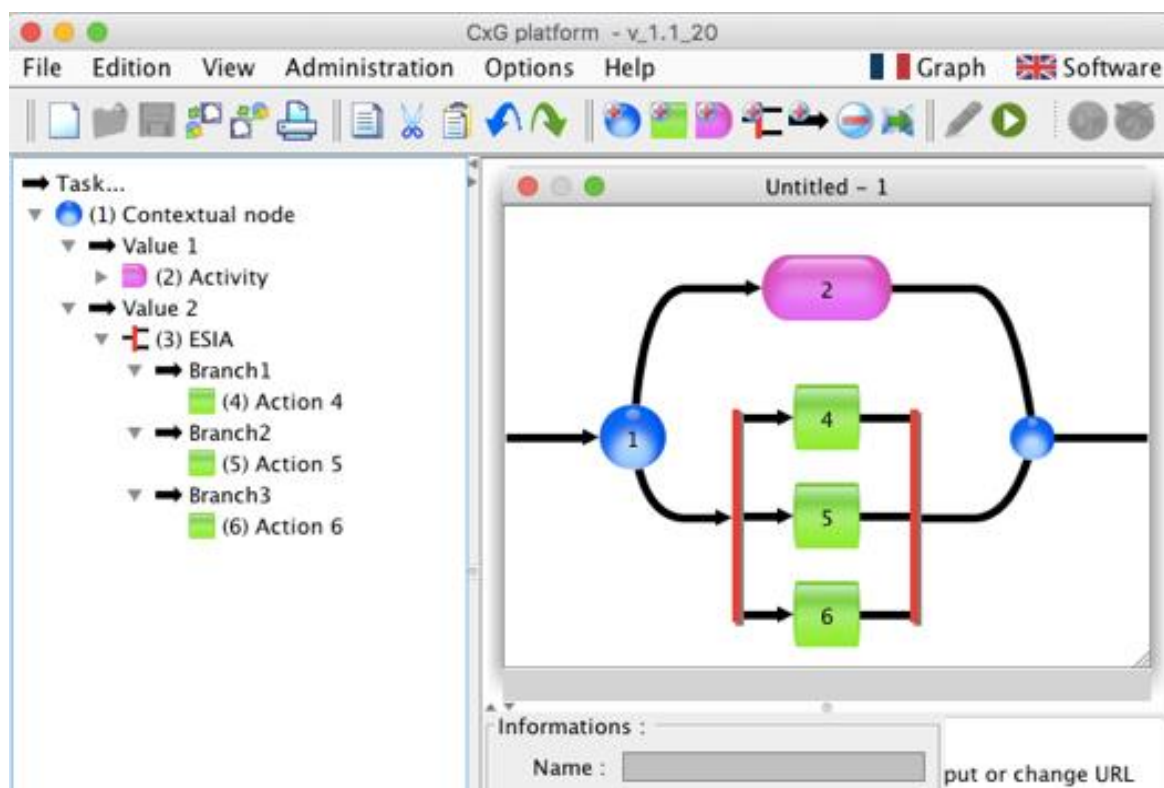 CxG platform - v_1.1_20
File Edition View Administration Options Help Graph Software
Task...
(1) Contextual node
Value 1
(2) Activity
Value 2
(3) ESIA
Branch1
(4) Action 4
Branch2
(5) Action 5
Branch3
(6) Action 6
Untitled - 1
2
1
4
5
6
Informations :
Name :
put or change URL